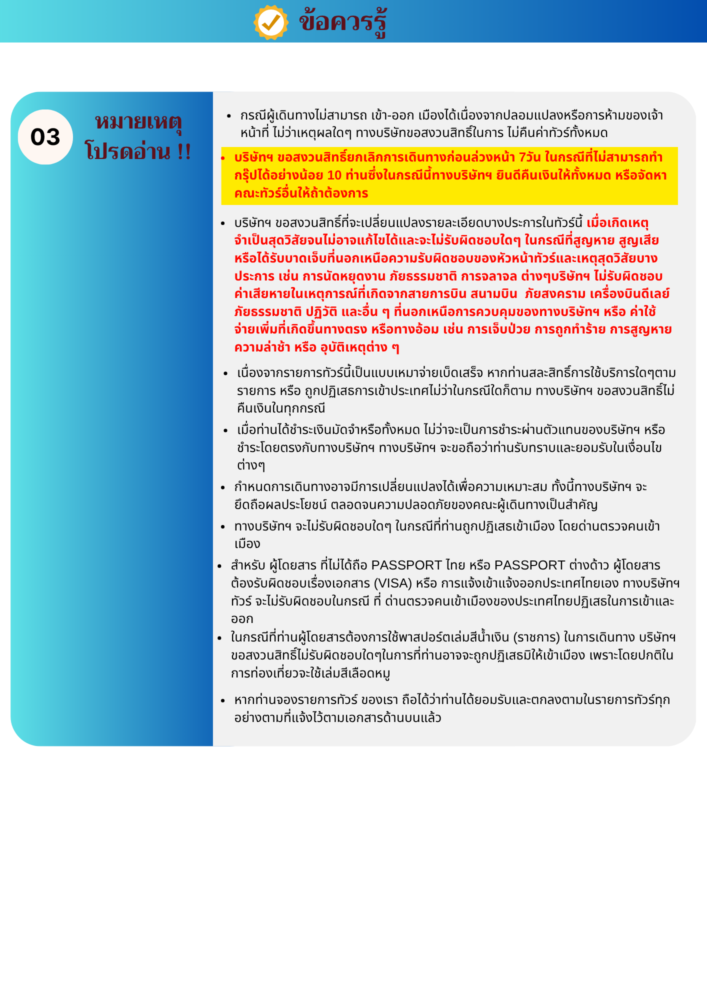 ข้อควรรู้
03
หมายเหตุ
โปรดอ่าน !!
• กรณีผู้เดินทางไม่สามารถ เข้า-ออก เมืองได้เนื่องจากปลอมแปลงหรือการห้ามของเจ้า
หน้าที่ ไม่ว่าเหตุผลใดๆ ทางบริษัทขอสงวนสิทธิ์ในการ ไม่คืนค่าทัวร์ทั้งหมด
• บริษัทฯ ขอสงวนสิทธิ์ยกเลิกการเดินทางก่อนล่วงหน้า 7วัน ในกรณีที่ไม่สามารถทำ
กรุ๊ปได้อย่างน้อย 10 ท่านซึ่งในกรณีนี้ทางบริษัทฯ ยินดีคืนเงินให้ทั้งหมด หรือจัดหา
คณะทัวร์อื่นให้ถ้าต้องการ
• บริษัทฯ ขอสงวนสิทธิ์ที่จะเปลี่ยนแปลงรายละเอียดบางประการในทัวร์นี้ เมื่อเกิดเหตุ
จำเป็นสุดวิสัยจนไม่อาจแก้ไขได้และจะไม่รับผิดชอบใดๆ ในกรณีที่สูญหาย สูญเสีย
หรือได้รับบาดเจ็บที่นอกเหนือความรับผิดชอบของหัวหน้าทัวร์และเหตุสุดวิสัยบาง
ประการ เช่น การนัดหยุดงาน ภัยธรรมชาติ การจลาจล ต่างๆบริษัทฯ ไม่รับผิดชอบ
ค่าเสียหายในเหตุการณ์ที่เกิดจากสายการบิน สนามบิน ภัยสงคราม เครื่องบินดีเลย์
ภัยธรรมชาติ ปฏิวัติ และอื่น ๆ ที่นอกเหนือการควบคุมของทางบริษัทฯ หรือ ค่าใช้
จ่ายเพิ่มที่เกิดขึ้นทางตรง หรือทางอ้อม เช่น การเจ็บป่วย การถูกทำร้าย การสูญหาย
ความล่าช้า หรือ อุบัติเหตุต่าง ๆ
• เนื่องจากรายการทัวร์นี้เป็นแบบเหมาจ่ายเบ็ดเสร็จ หากท่านสละสิทธิ์การใช้บริการใดๆตาม
รายการ หรือ ถูกปฏิเสธการเข้าประเทศไม่ว่าในกรณีใดก็ตาม ทางบริษัทฯ ขอสงวนสิทธิ์ไม่
คืนเงินในทุกกรณี
• เมื่อท่านได้ชำระเงินมัดจำหรือทั้งหมด ไม่ว่าจะเป็นการชำระผ่านตัวแทนของบริษัทฯ หรือ
ชำระโดยตรงกับทางบริษัทฯ ทางบริษัทฯ จะขอถือว่าท่านรับทราบและยอมรับในเงื่อนไข
ต่างๆ
• กำหนดการเดินทางอาจมีการเปลี่ยนแปลงได้เพื่อความเหมาะสม ทั้งนี้ทางบริษัทฯ จะ
ยึดถือผลประโยชน์ ตลอดจนความปลอดภัยของคณะผู้เดินทางเป็นสำคัญ
• ทางบริษัทฯ จะไม่รับผิดชอบใดๆ ในกรณีที่ท่านถูกปฏิเสธเข้าเมือง โดยด่านตรวจคนเข้า
เมือง
• สำหรับ ผู้โดยสาร ที่ไม่ได้ถือ PASSPORT ไทย หรือ PASSPORT ต่างด้าว ผู้โดยสาร
ต้องรับผิดชอบเรื่องเอกสาร (VISA) หรือ การแจ้งเข้าแจ้งออกประเทศไทยเอง ทางบริษัทฯ
ทัวร์ จะไม่รับผิดชอบในกรณี ที่ ด่านตรวจคนเข้าเมืองของประเทศไทยปฏิเสธในการเข้าและ
ออก
• ในกรณีที่ท่านผู้โดยสารต้องการใช้พาสปอร์ตเล่มสีน้ำเงิน (ราชการ) ในการเดินทาง บริษัทฯ
ขอสงวนสิทธิ์ไม่รับผิดชอบใดๆในการที่ท่านอาจจะถูกปฏิเสธมิให้เข้าเมือง เพราะโดยปกติใน
การท่องเที่ยวจะใช้เล่มสีเลือดหมู
• หากท่านจองรายการทัวร์ ของเรา ถือได้ว่าท่านได้ยอมรับและตกลงตามในรายการทัวร์ทุก
อย่างตามที่แจ้งไว้ตามเอกสารด้านบนแล้ว